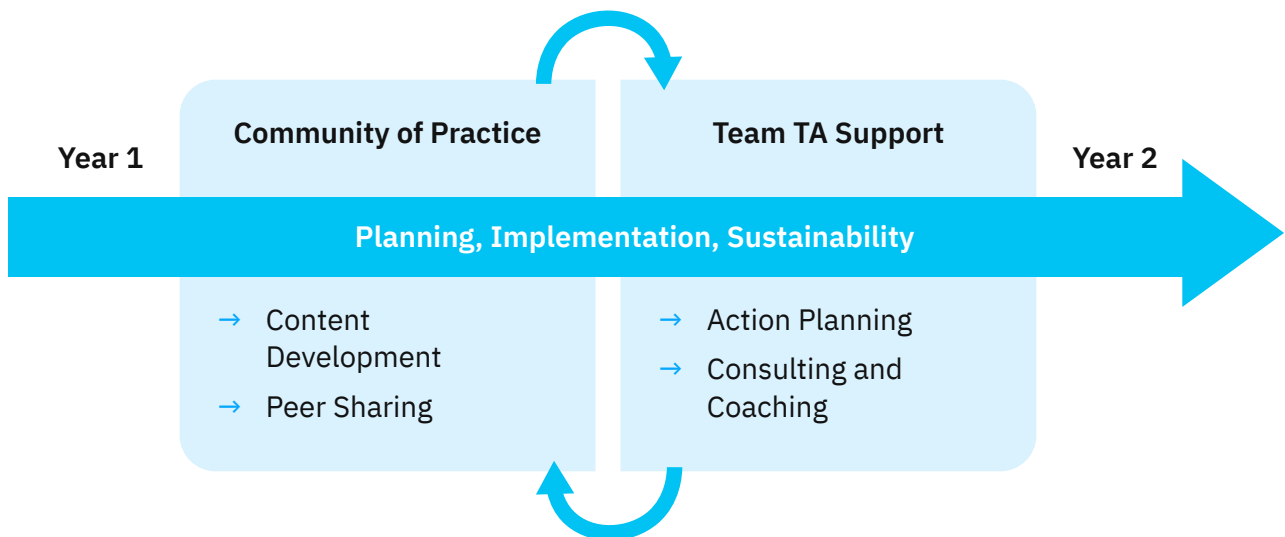 Year 1
Community of Practice
Team TA Support
Year 2
Planning, Implementation, Sustainability
→ Content
Development
→ Peer Sharing
→ Action Planning
→ Consulting and
Coaching